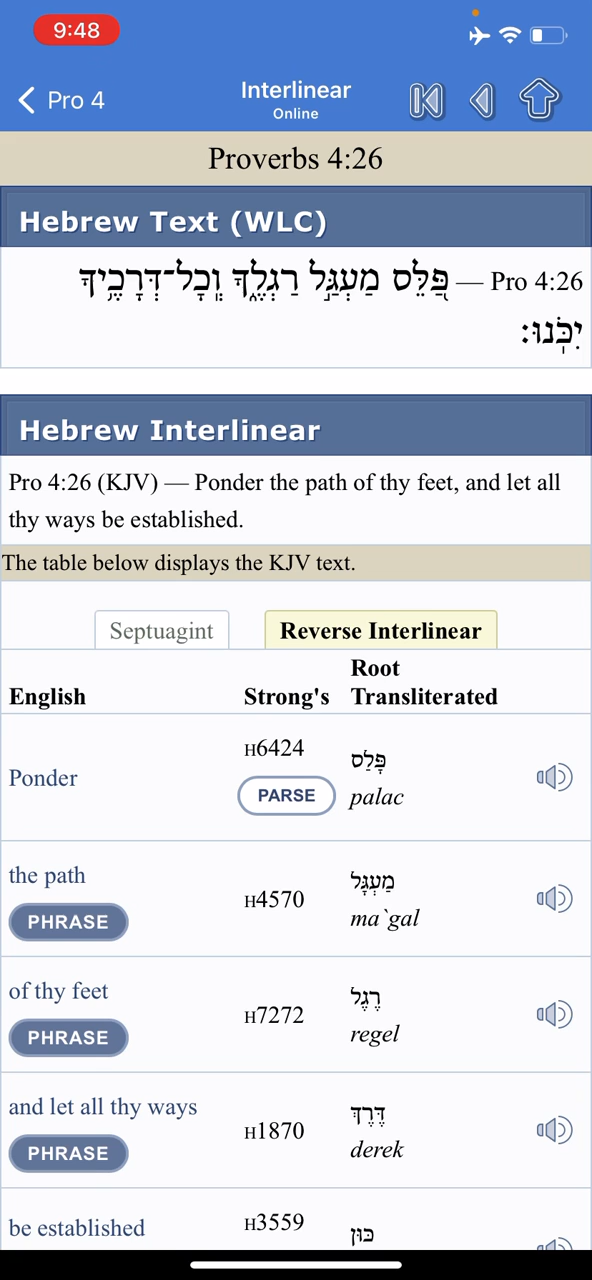 9:48
Pro 4
Interlinear
Online
Proverbs 4:26
Hebrew Text (WLC)
Pro 4:26 — פַּ֭לֵּס מַעְגַּ֣ל רַגְלֶ֑ךָ וְֽכָל־דְּרָכֶ֥יךָ
יִכֹּֽנוּ׃
Hebrew Interlinear
Pro 4:26 (KJV) — Ponder the path of thy feet, and let all
thy ways be established.
The table below displays the KJV text.
Septuagint
Reverse Interlinear
English Strong's Root Transliterated
Ponder
H6424
PARSE
פָּלַס
palac
the path
PHRASE
H4570
מַעְגָּל
ma`gal
of thy feet
PHRASE
H7272
רֶגֶל
regel
and let all thy ways
PHRASE
H1870
דֶּרֶךְ
derek
be established
H3559
כּוּן